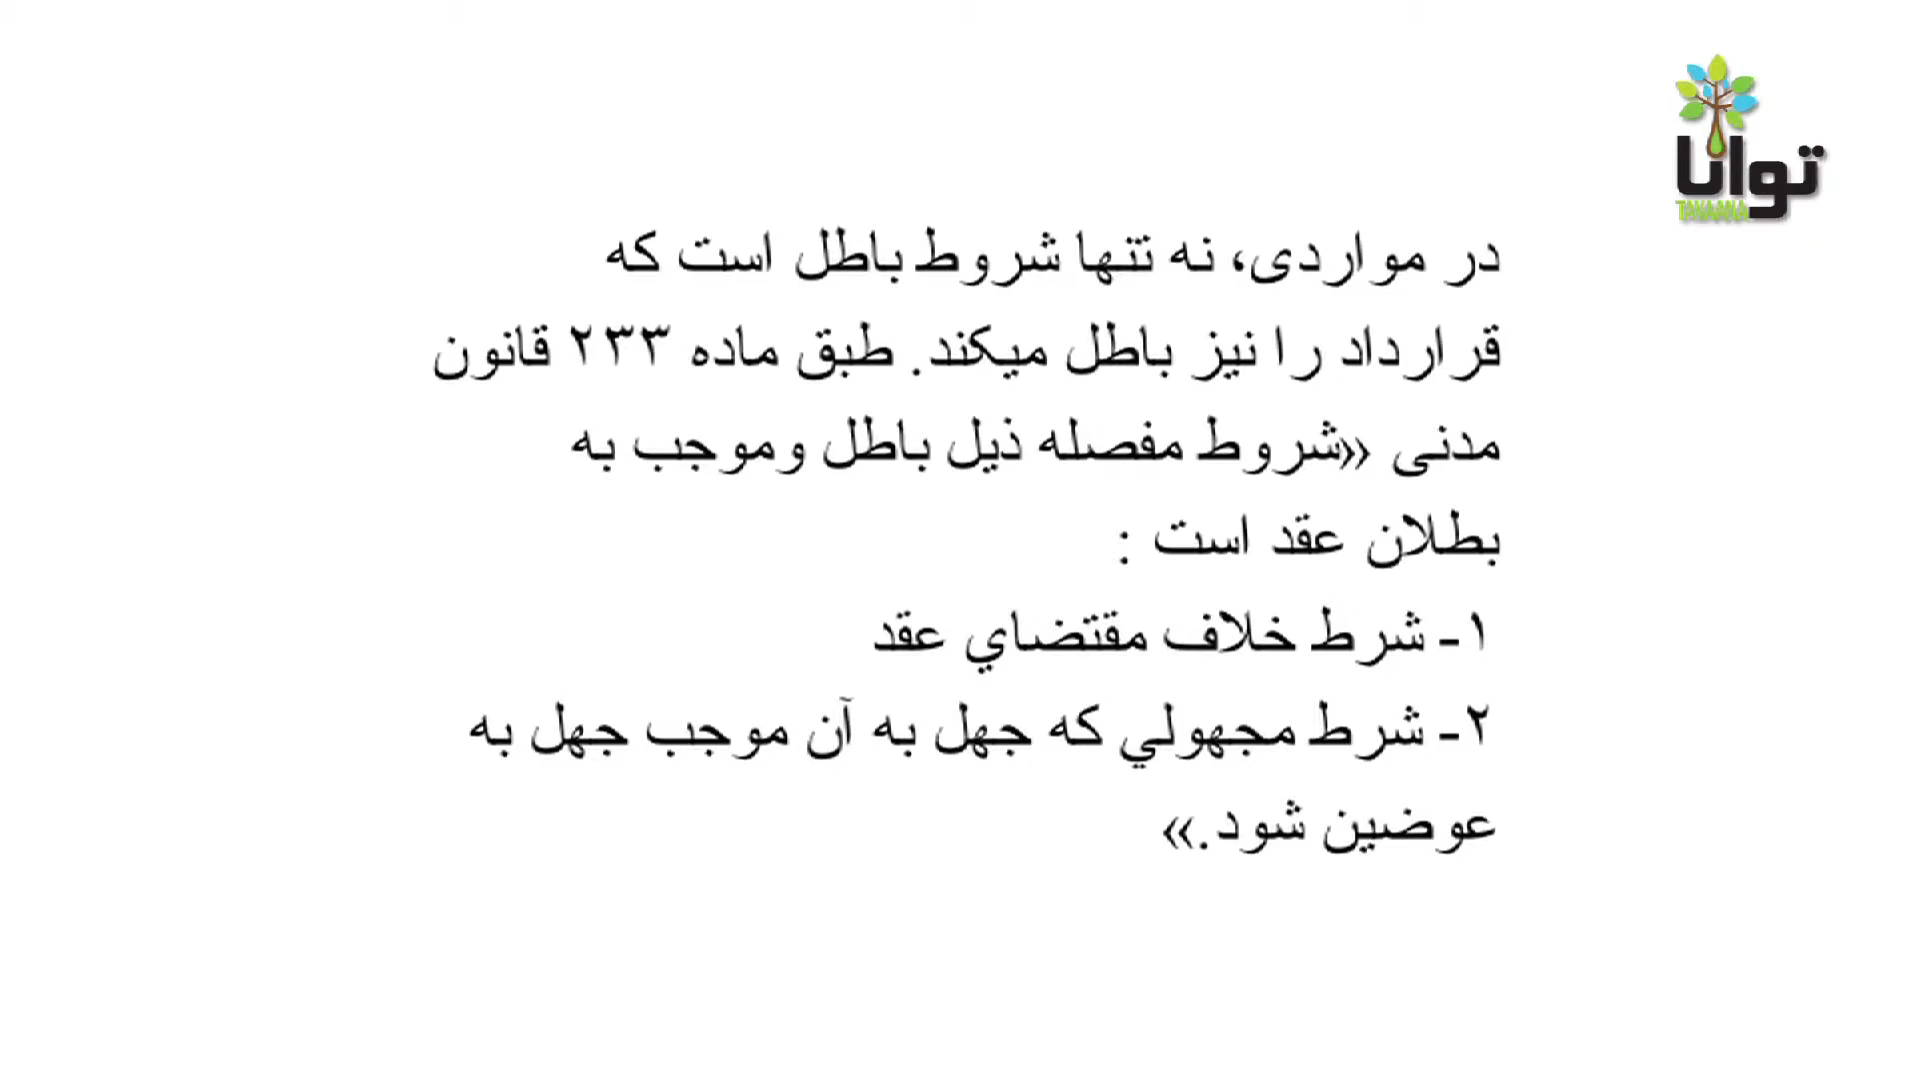 توانا
TAVAANA
در مواردی، نه تنها شروط باطل است که
قرارداد را نیز باطل میکند. طبق ماده ۲۳۳ قانون
مدنی «شروط مفصله ذیل باطل وموجب به
بطلان عقد است :
۱- شرط خلاف مقتضاي عقد
۲- شرط مجهولي که جهل به آن موجب جهل به
عوضین شود.»